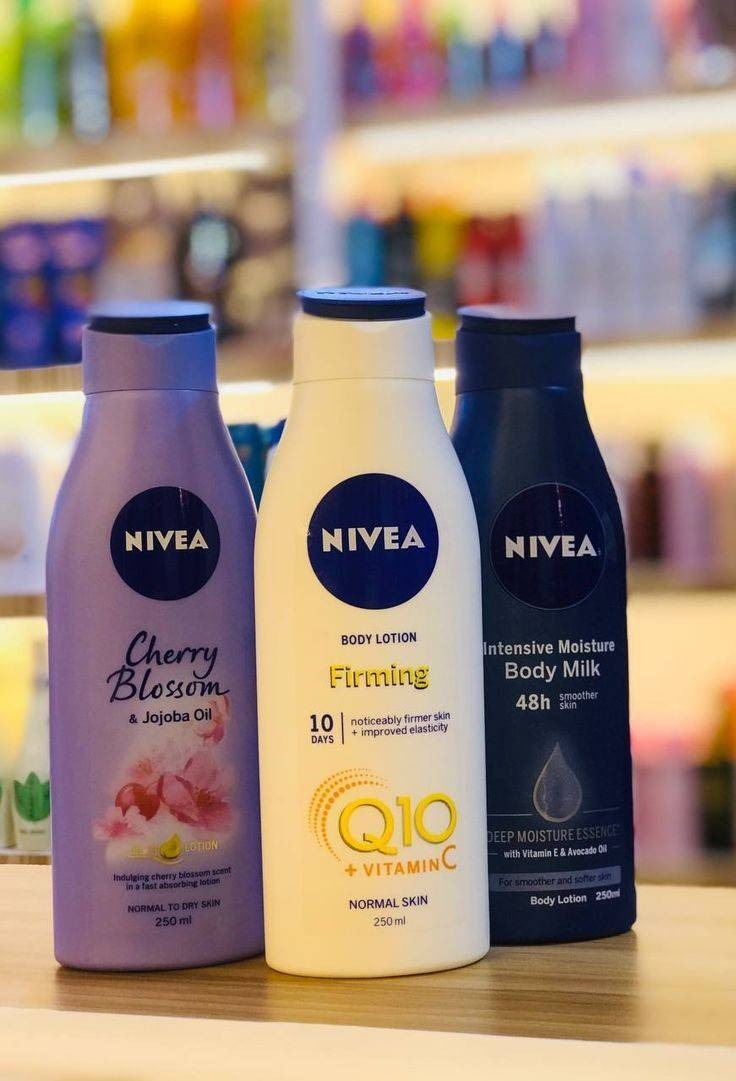 NIVEA
Cherry
Blossom
& Jojoba Oil
LOTION
Indulging cherry blossom scent
in a fast absorbing lotion
NORMAL TO DRY SKIN
250 ml
NIVEA
NIVEA
BODY LOTION
Firming
10 DAYS
noticeably firmer skin
+ improved elasticity
Q10
+ VITAMIN C
NORMAL SKIN
250 ml
NIVEA
Intensive Moisture
Body Milk
48h smoother skin
DEEP MOISTURE ESSENCE
with Vitamin E & Avocado Oil
For smoother and softer skin
Body Lotion 250ml